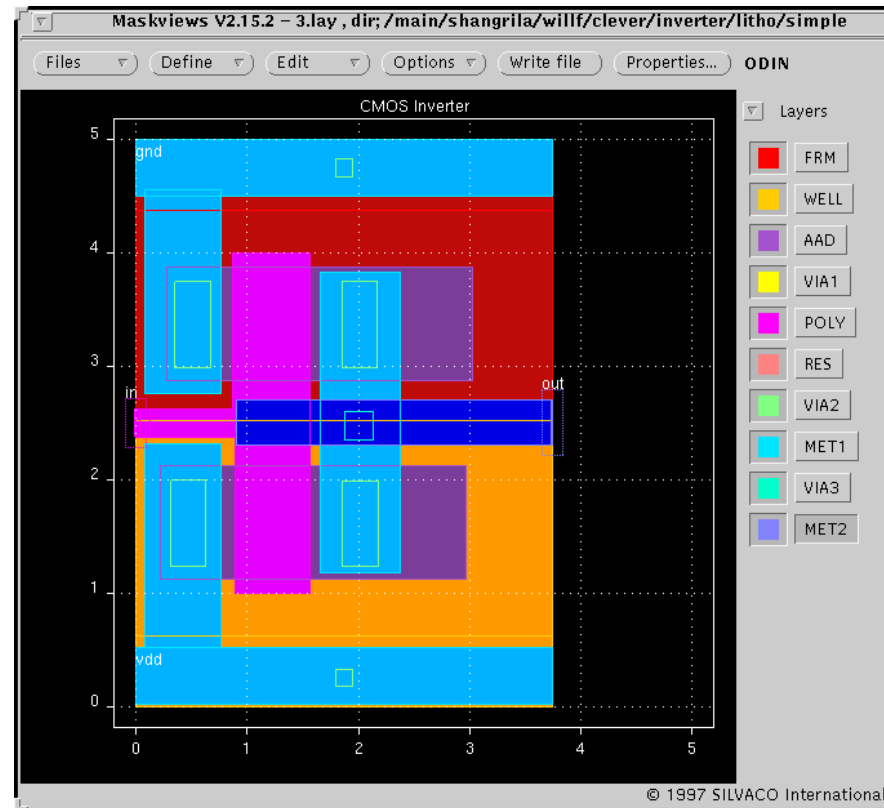 Maskviews V2.15.2 – 3.lay , dir; /main/shangrila/willf/clever/inverter/litho/simple
Files Define Edit Options Write file Properties... ODIN
CMOS Inverter
Layers
FRM
WELL
AAD
VIA1
POLY
RES
VIA2
MET1
VIA3
MET2
5
4
3
2
1
0
gnd
in
out
vdd
0 1 2 3 4 5
© 1997 SILVACO International